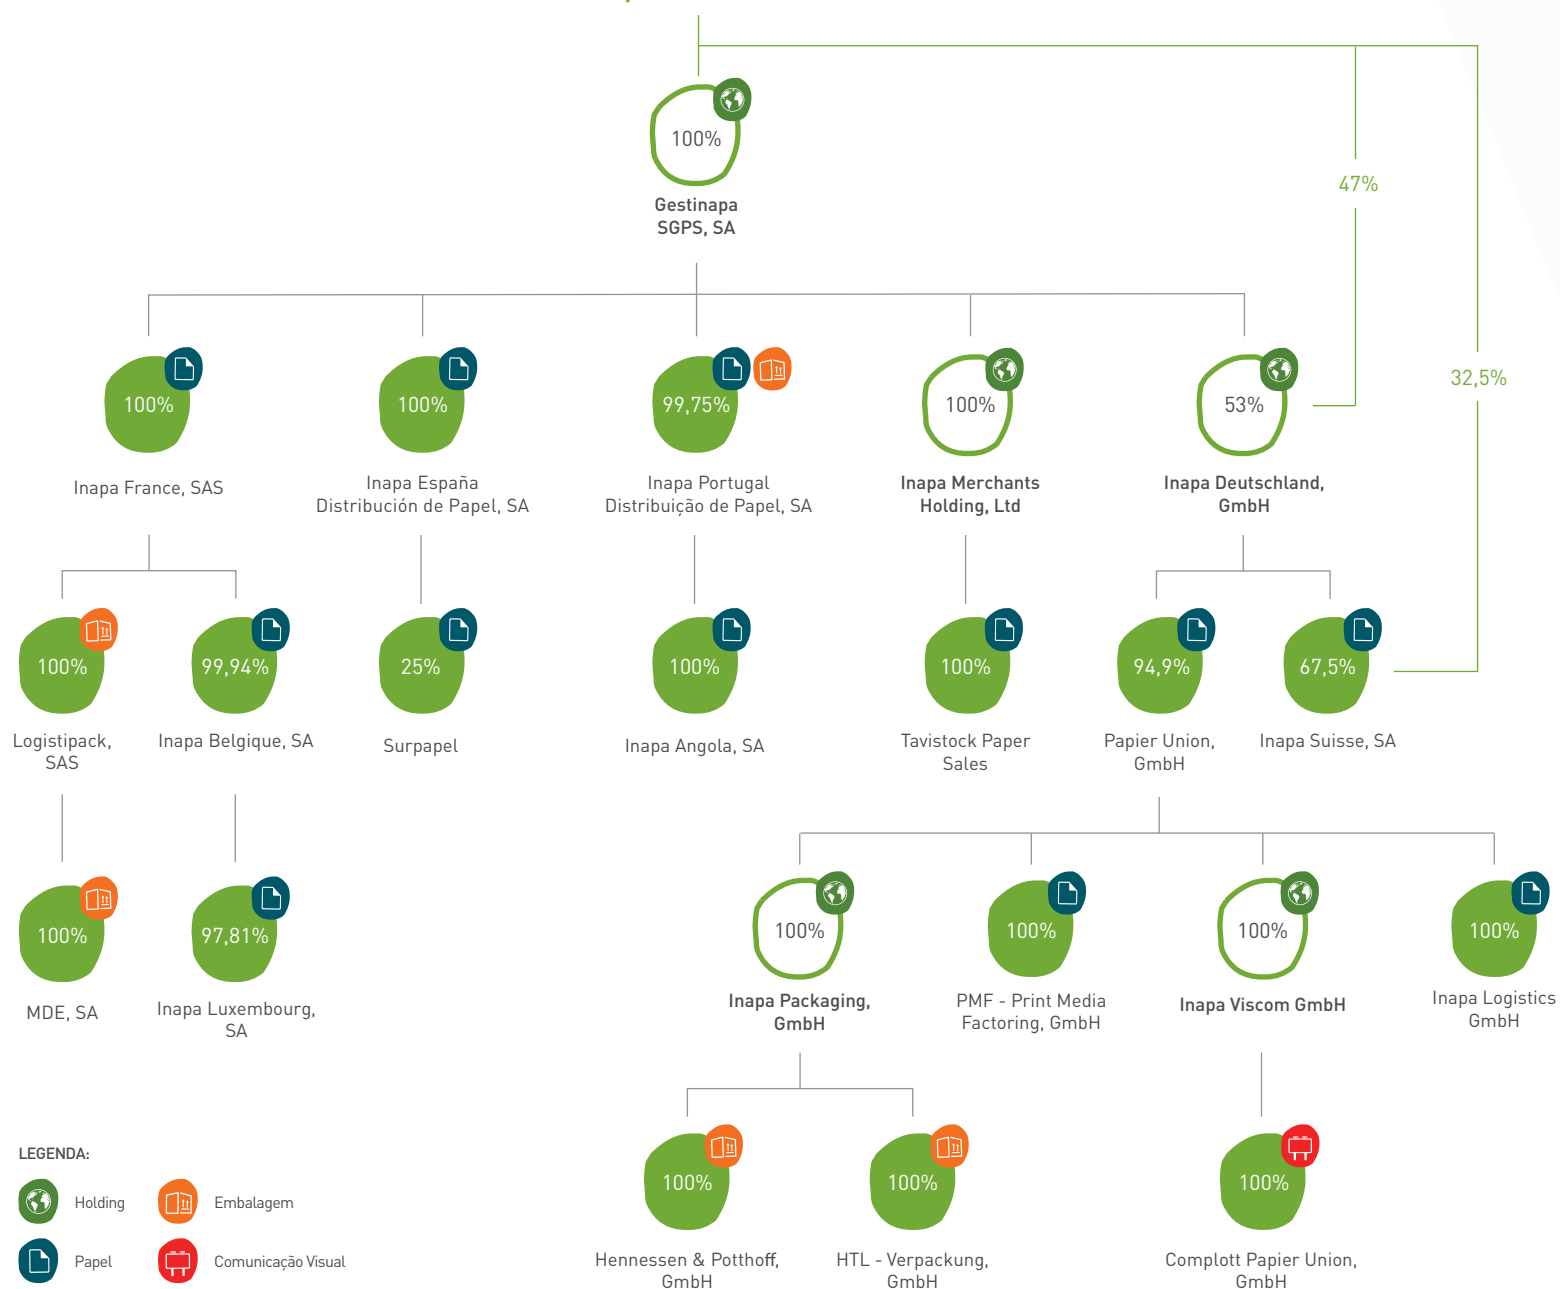 100%
Gestinapa
SGPS, SA
47%
32,5%
100%
100%
99,75%
100%
53%
Inapa France, SAS
Inapa España
Distribución de Papel, SA
Inapa Portugal
Distribuição de Papel, SA
Inapa Merchants
Holding, Ltd
Inapa Deutschland,
GmbH
100%
99,94%
25%
100%
100%
94,9%
67,5%
Logistipack,
SAS
Inapa Belgique, SA
Surpapel
Inapa Angola, SA
Tavistock Paper
Sales
Papier Union,
GmbH
Inapa Suisse, SA
100%
97,81%
100%
100%
100%
100%
MDE, SA
Inapa Luxembourg,
SA
Inapa Packaging,
GmbH
PMF - Print Media
Factoring, GmbH
Inapa Viscom GmbH
Inapa Logistics
GmbH
100%
100%
100%
Hennessen & Potthoff,
GmbH
HTL - Verpackung,
GmbH
Complott Papier Union,
GmbH
LEGENDA:
Holding
Embalagem
Papel
Comunicação Visual